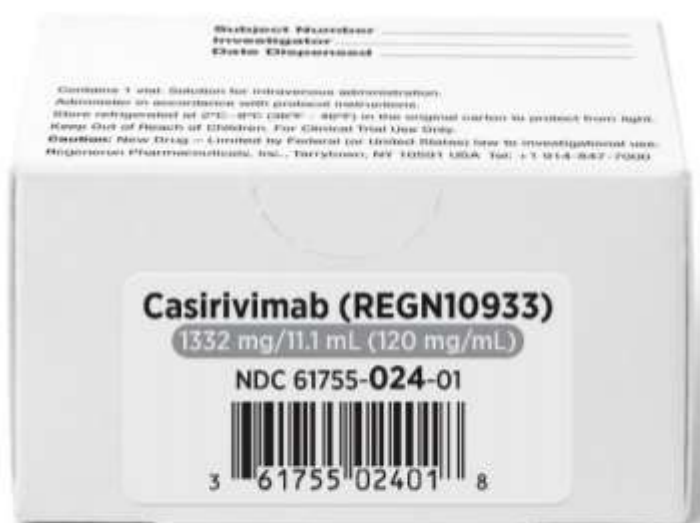 Subject Number
Investigator
Date Dispensed
Contains 1 vial. Solution for intravenous administration.
Administer in accordance with protocol instructions.
Store refrigerated at 2°C-8°C (36°F - 46°F) in the original carton to protect from light.
Keep Out of Reach of Children. For Clinical Trial Use Only.
Caution: New Drug – Limited by Federal (or United States) law to investigational use.
Regeneron Pharmaceuticals, Inc., Tarrytown, NY 10591 USA Tel: +1 914-847-7000
Casirivimab (REGN10933)
1332 mg/11.1 mL (120 mg/mL)
NDC 61755-024-01
3 61755 02401 8